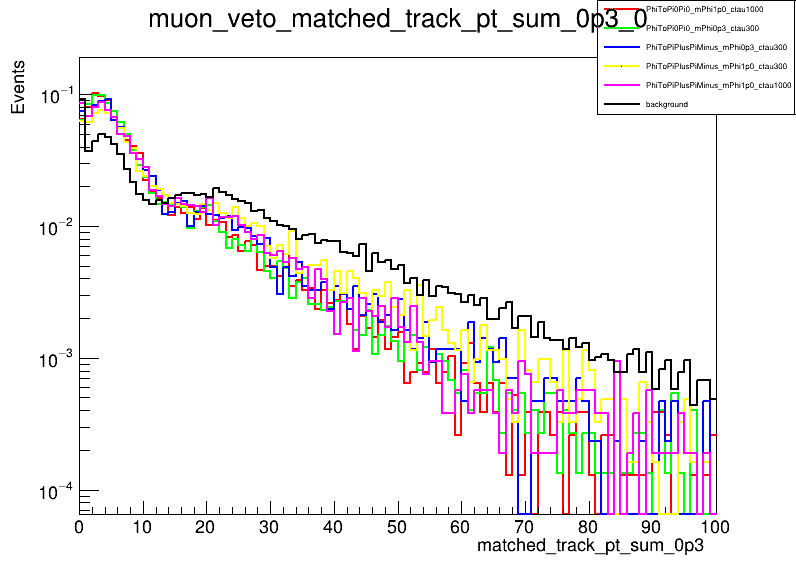 muon_veto_matched_track_pt_sum_0p3_0
PhiToPi0Pi0_mPhi1p0_ctau1000
PhiToPi0Pi0_mPhi0p3_ctau300
PhiToPiPlusPiMinus_mPhi0p3_ctau300
PhiToPiPlusPiMinus_mPhi1p0_ctau300
PhiToPiPlusPiMinus_mPhi1p0_ctau1000
background
Events
10⁻¹
10⁻²
10⁻³
10⁻⁴
0 10 20 30 40 50 60 70 80 90 100
matched_track_pt_sum_0p3